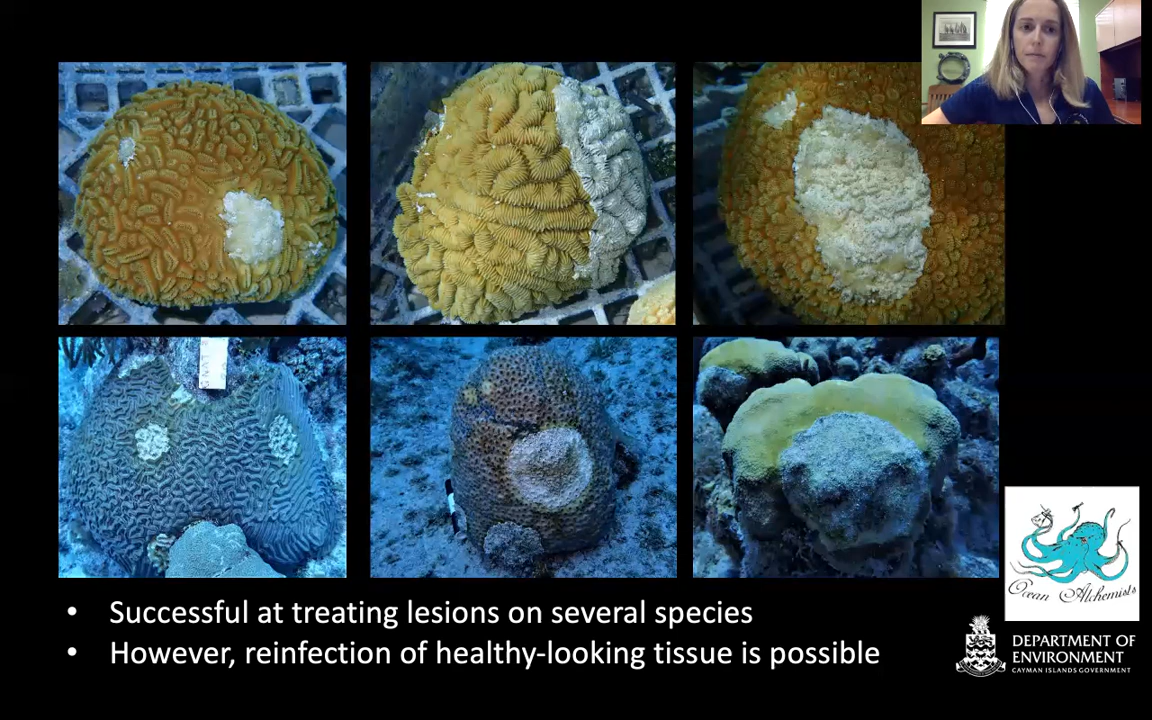 • Successful at treating lesions on several species
• However, reinfection of healthy-looking tissue is possible
Ocean Alchemists
DEPARTMENT OF
ENVIRONMENT
CAYMAN ISLANDS GOVERNMENT